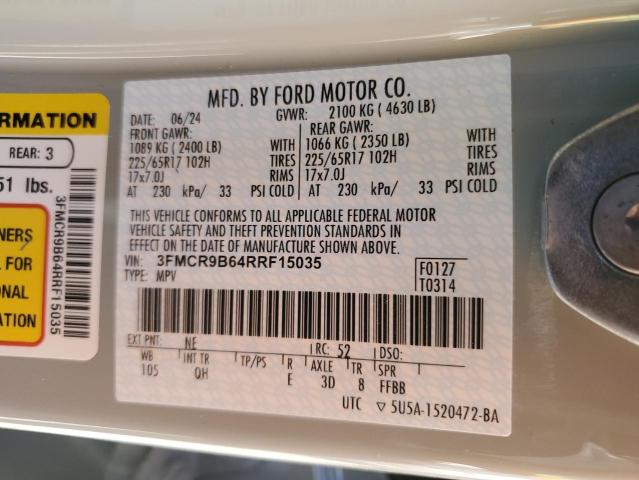 RMATION
REAR: 3
51 lbs.
NERS
L FOR
ONAL
ATION
3FMCR9B64RRF15035
MFD. BY FORD MOTOR CO.
DATE: 06/24 GVWR: 2100 KG ( 4630 LB)
FRONT GAWR: REAR GAWR:
1089 KG ( 2400 LB) WITH 1066 KG ( 2350 LB) WITH
225/65R17 102H TIRES 225/65R17 102H TIRES
17x7.0J RIMS 17x7.0J RIMS
AT 230 kPa/ 33 PSI COLD AT 230 kPa/ 33 PSI COLD
THIS VEHICLE CONFORMS TO ALL APPLICABLE FEDERAL MOTOR
VEHICLE SAFETY AND THEFT PREVENTION STANDARDS IN
EFFECT ON THE DATE OF MANUFACTURE SHOWN ABOVE.
VIN: 3FMCR9B64RRF15035 F0127
TYPE: MPV T0314
EXT PNT: NE RC: 52 DSO:
WB INT TR TP/PS R AXLE TR SPR
105 QH E 3D 8 FFBB
UTC ▽ 5U5A-1520472-BA